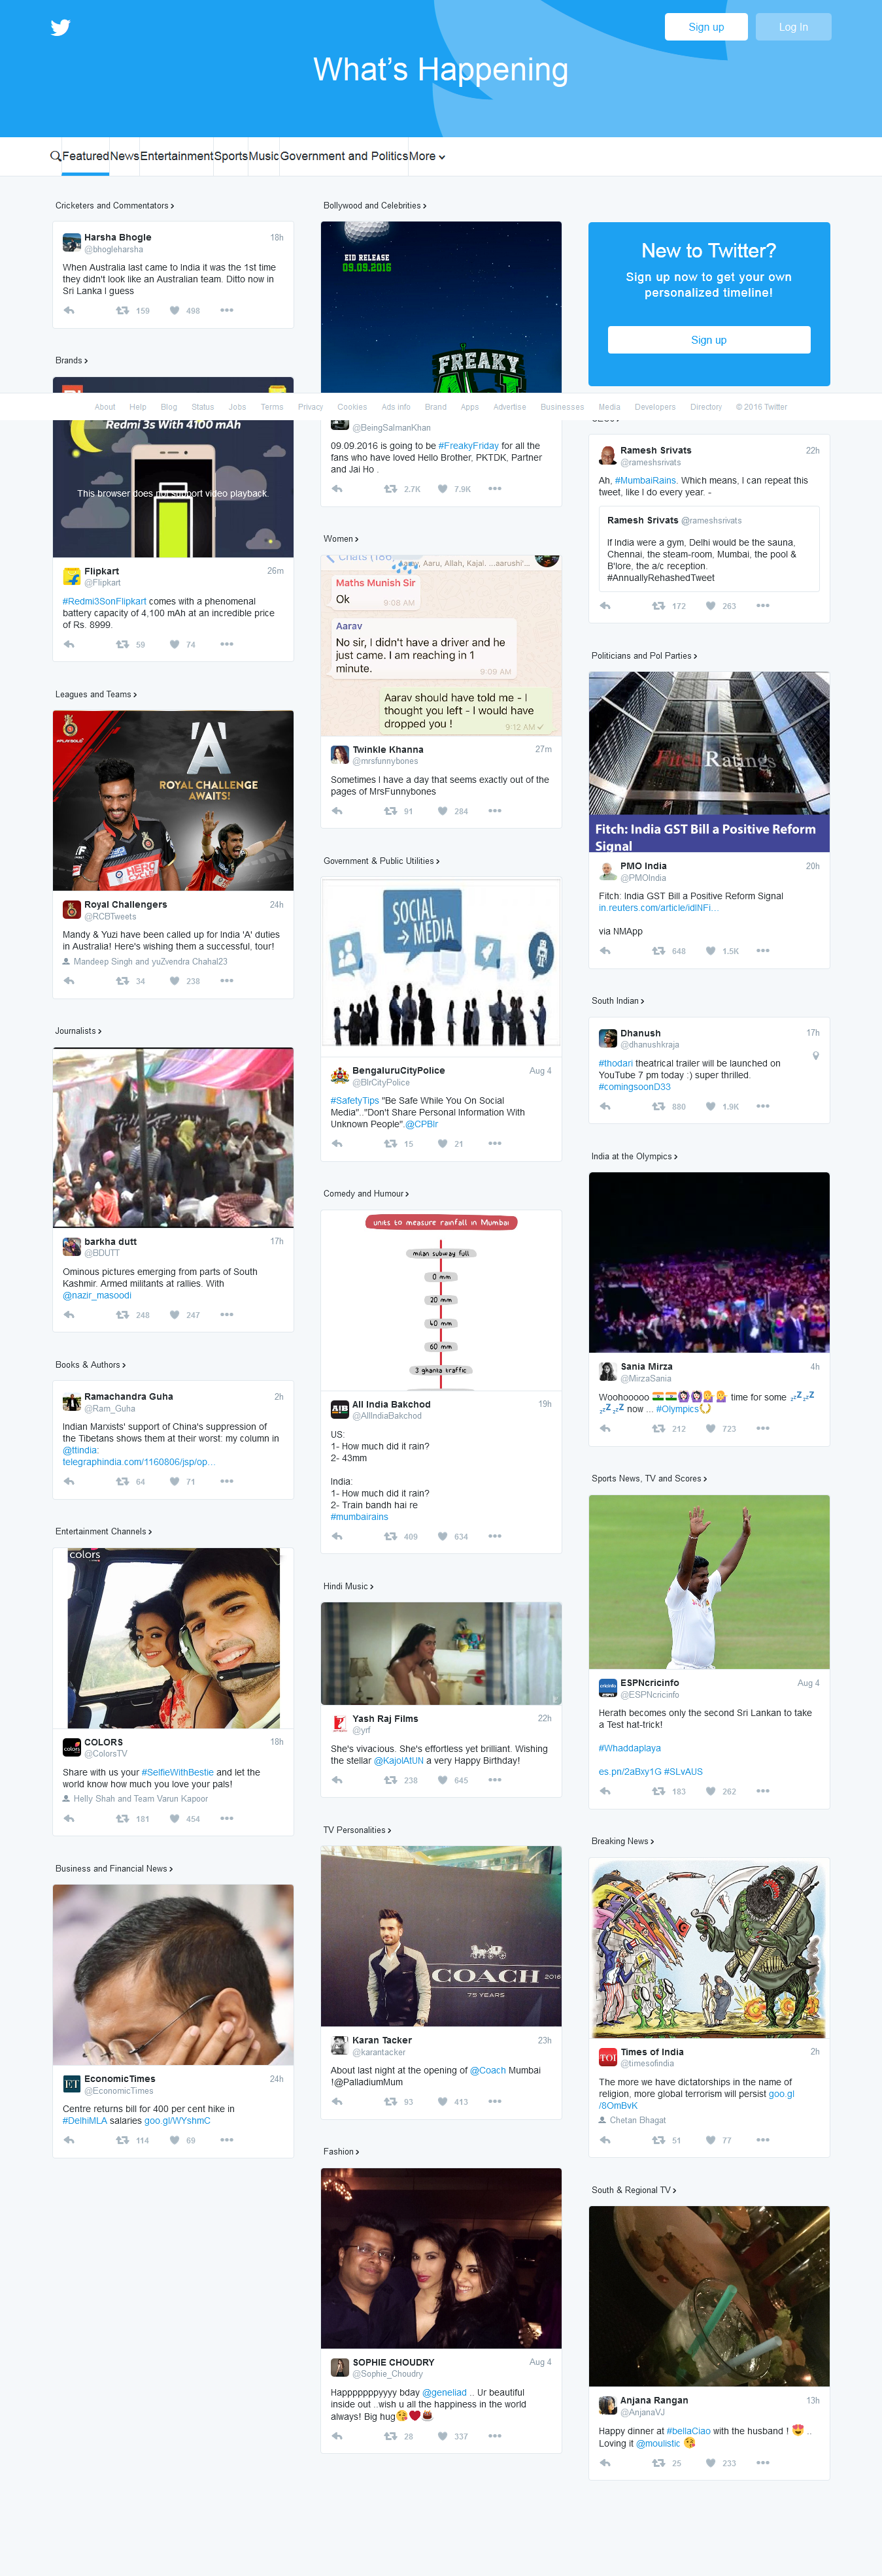 Sign up
Log In
What's Happening
Featured
News
Entertainment
Sports
Music
Government and Politics
More
Cricketers and Commentators
Harsha Bhogle
18h
@bhogleharsha
When Australia last came to India it was the 1st time
they didn't look like an Australian team. Ditto now in
Sri Lanka I guess
159
498
Brands
Redmi 3s With 4100 mAh
This browser does not support video playback.
Flipkart
26m
@Flipkart
#Redmi3SonFlipkart comes with a phenomenal
battery capacity of 4,100 mAh at an incredible price
of Rs. 8999.
59
74
Leagues and Teams
#PLAYBOLD
ROYAL CHALLENGE
AWAITS!
HERO
CYCLES
Royal Challengers
24h
@RCBTweets
Mandy & Yuzi have been called up for India 'A' duties
in Australia! Here's wishing them a successful, tour!
Mandeep Singh and yuZvendra Chahal23
34
238
Journalists
barkha dutt
17h
@BDUTT
Ominous pictures emerging from parts of South
Kashmir. Armed militants at rallies. With
@nazir_masoodi
248
247
Books & Authors
Ramachandra Guha
2h
@Ram_Guha
Indian Marxists' support of China's suppression of
the Tibetans shows them at their worst: my column in
@ttindia:
telegraphindia.com/1160806/jsp/op...
64
71
Entertainment Channels
colors
COLORS
18h
@ColorsTV
Share with us your #SelfieWithBestie and let the
world know how much you love your pals!
Helly Shah and Team Varun Kapoor
181
454
Business and Financial News
ET
EconomicTimes
24h
@EconomicTimes
Centre returns bill for 400 per cent hike in
#DelhiMLA salaries goo.gl/WYshmC
114
69
Bollywood and Celebrities
EID RELEASE
09.09.2016
FREAKY
ALI
About
Help
Blog
Status
Jobs
Terms
Privacy
Cookies
Ads info
Brand
Apps
Advertise
Businesses
Media
Developers
Directory
© 2016 Twitter
@BeingSalmanKhan
09.09.2016 is going to be #FreakyFriday for all the
fans who have loved Hello Brother, PKTDK, Partner
and Jai Ho .
2.7K
7.9K
Women
Chats (186)
Aaru, Allah, Kajal. ...aarushi'...
Maths Munish Sir
Ok
9:08 AM
Aarav
No sir, I didn't have a driver and he
just came. I am reaching in 1
minute.
9:09 AM
Aarav should have told me - I
thought you left - I would have
dropped you !
9:12 AM
Twinkle Khanna
27m
@mrsfunnybones
Sometimes I have a day that seems exactly out of the
pages of MrsFunnybones
91
284
Government & Public Utilities
SOCIAL
MEDIA
BengaluruCityPolice
Aug 4
@BlrCityPolice
#SafetyTips "Be Safe While You On Social
Media".."Don't Share Personal Information With
Unknown People".@CPBlr
15
21
Comedy and Humour
units to measure rainfall in Mumbai
milan subway full
0 mm
20 mm
40 mm
60 mm
3 ghanta traffic
AIB
All India Bakchod
19h
@AllIndiaBakchod
US:
1- How much did it rain?
2- 43mm
India:
1- How much did it rain?
2- Train bandh hai re
#mumbairains
409
634
Hindi Music
Yash Raj Films
22h
@yrf
She's vivacious. She's effortless yet brilliant. Wishing
the stellar @KajolAtUN a very Happy Birthday!
238
645
TV Personalities
COACH
2016
75 YEARS
Karan Tacker
23h
@karantacker
About last night at the opening of @Coach Mumbai
!@PalladiumMum
93
413
Fashion
SOPHIE CHOUDRY
Aug 4
@Sophie_Choudry
Happpppppyyyy bday @geneliad .. Ur beautiful
inside out ..wish u all the happiness in the world
always! Big hug😘❤🎂
28
337
New to Twitter?
Sign up now to get your own
personalized timeline!
Sign up
Ramesh Srivats
22h
@rameshsrivats
Ah, #MumbaiRains. Which means, I can repeat this
tweet, like I do every year. -
Ramesh Srivats @rameshsrivats
If India were a gym, Delhi would be the sauna,
Chennai, the steam-room, Mumbai, the pool &
B'lore, the a/c reception.
#AnnuallyRehashedTweet
172
263
Politicians and Pol Parties
FitchRatings
Fitch: India GST Bill a Positive Reform
Signal
PMO India
20h
@PMOIndia
Fitch: India GST Bill a Positive Reform Signal
in.reuters.com/article/idINFi...
via NMApp
648
1.5K
South Indian
Dhanush
17h
@dhanushkraja
#thodari theatrical trailer will be launched on
YouTube 7 pm today :) super thrilled.
#comingsoonD33
880
1.9K
India at the Olympics
Sania Mirza
4h
@MirzaSania
Woohooooo time for some
now ... #Olympics
212
723
Sports News, TV and Scores
cricinfo
ESPN
ESPNcricinfo
Aug 4
@ESPNcricinfo
Herath becomes only the second Sri Lankan to take
a Test hat-trick!
#Whaddaplaya
es.pn/2aBxy1G #SLvAUS
183
262
Breaking News
TOI
Times of India
2h
@timesofindia
The more we have dictatorships in the name of
religion, more global terrorism will persist goo.gl
/8OmBvK
Chetan Bhagat
51
77
South & Regional TV
Anjana Rangan
13h
@AnjanaVJ
Happy dinner at #bellaCiao with the husband ! 😍 ..
Loving it @moulistic 😘
25
233